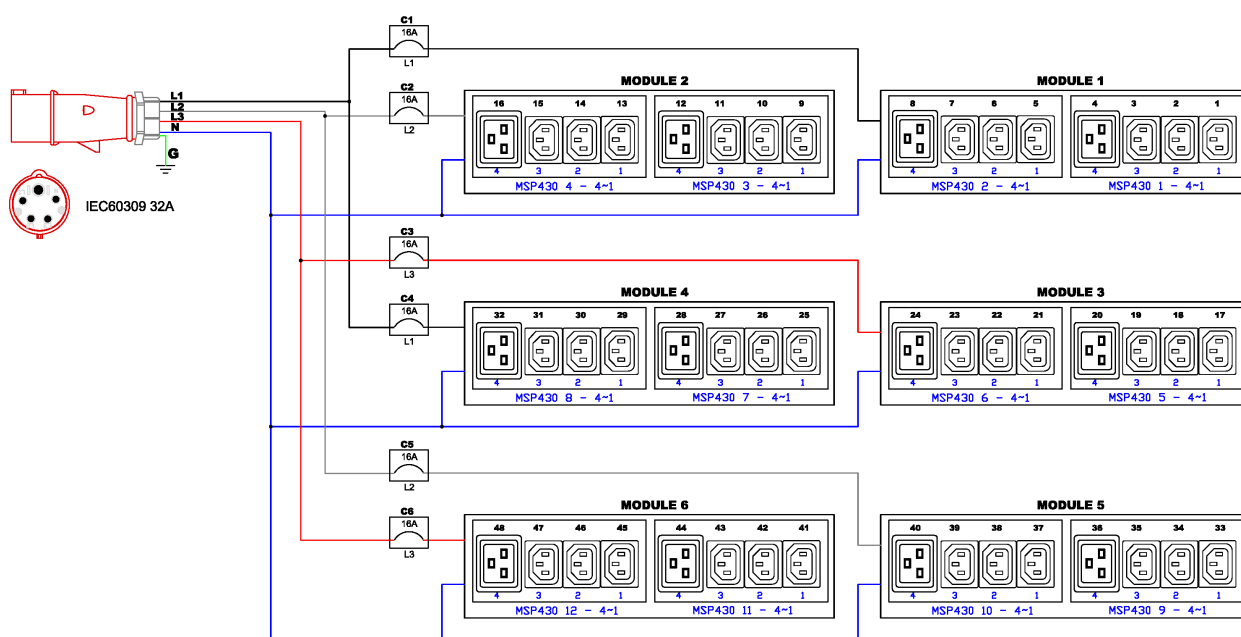 C1
16A
L1
MODULE 2
MODULE 1
C2
16A
L2
L1
L2
L3
N
G
IEC60309 32A
16 15 14 13 12 11 10 9
4 3 2 1 4 3 2 1
MSP430 4 - 4~1 MSP430 3 - 4~1
8 7 6 5 4 3 2 1
4 3 2 1 4 3 2 1
MSP430 2 - 4~1 MSP430 1 - 4~1
C3
16A
L3
MODULE 4
MODULE 3
C4
16A
L1
32 31 30 29 28 27 26 25
4 3 2 1 4 3 2 1
MSP430 8 - 4~1 MSP430 7 - 4~1
24 23 22 21 20 19 18 17
4 3 2 1 4 3 2 1
MSP430 6 - 4~1 MSP430 5 - 4~1
C5
16A
L2
MODULE 6
MODULE 5
C6
16A
L3
48 47 46 45 44 43 42 41
4 3 2 1 4 3 2 1
MSP430 12 - 4~1 MSP430 11 - 4~1
40 39 38 37 36 35 34 33
4 3 2 1 4 3 2 1
MSP430 10 - 4~1 MSP430 9 - 4~1